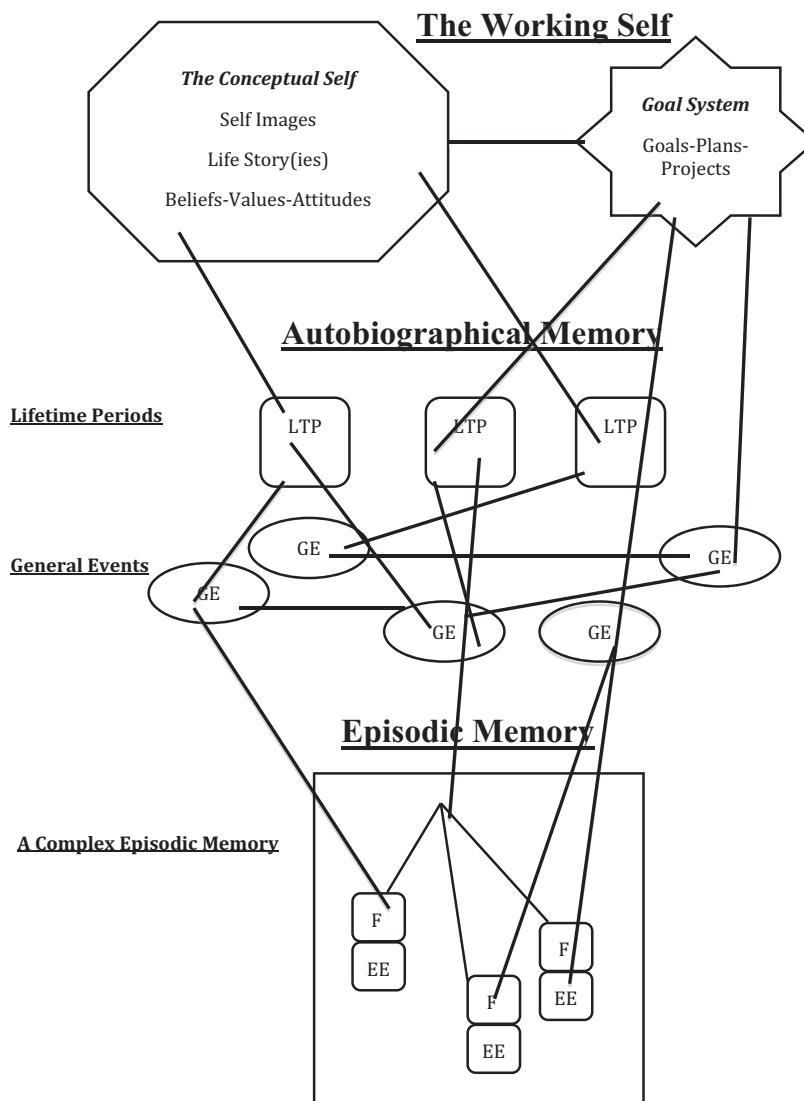 The Working Self
The Conceptual Self
Self Images
Life Story(ies)
Beliefs-Values-Attitudes
Goal System
Goals-Plans-
Projects
Autobiographical Memory
Lifetime Periods
LTP
LTP
LTP
General Events
GE
GE
GE
GE
GE
Episodic Memory
A Complex Episodic Memory
F
EE
F
EE
F
EE